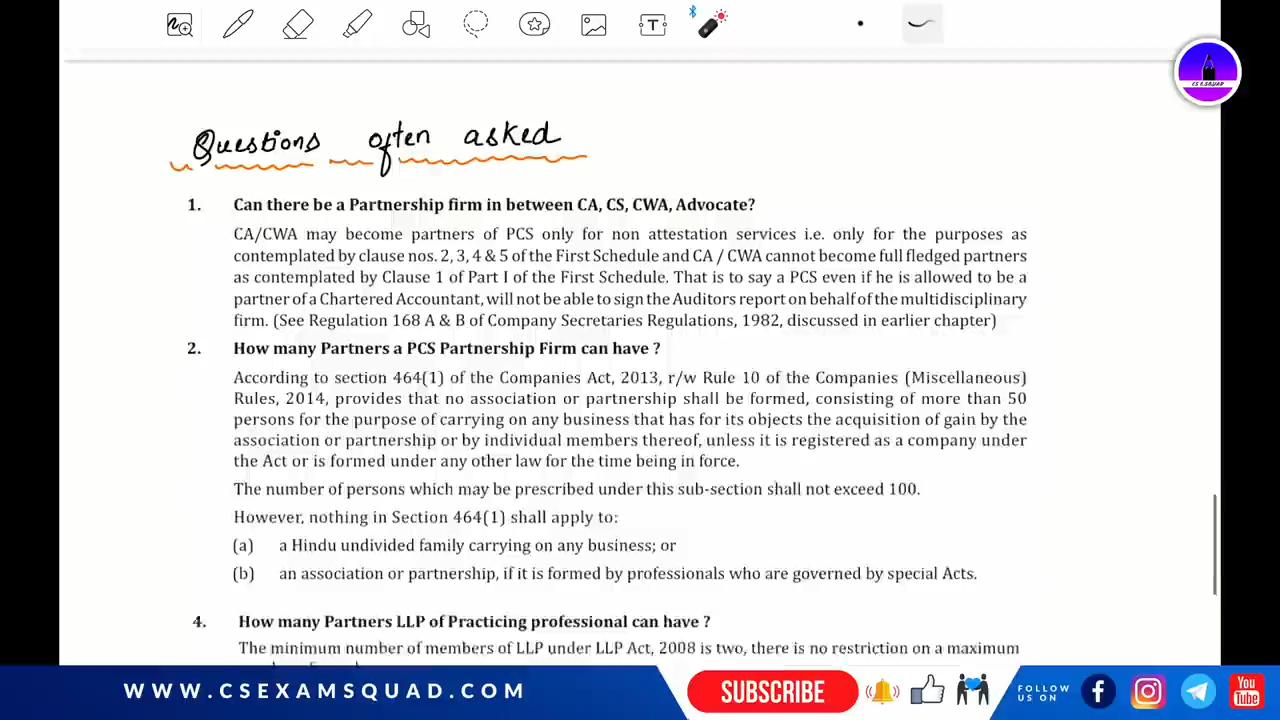 T
CS E.SQUAD
Questions often asked
1. Can there be a Partnership firm in between CA, CS, CWA, Advocate?
CA/CWA may become partners of PCS only for non attestation services i.e. only for the purposes as
contemplated by clause nos. 2, 3, 4 & 5 of the First Schedule and CA / CWA cannot become full fledged partners
as contemplated by Clause 1 of Part I of the First Schedule. That is to say a PCS even if he is allowed to be a
partner of a Chartered Accountant, will not be able to sign the Auditors report on behalf of the multidisciplinary
firm. (See Regulation 168 A & B of Company Secretaries Regulations, 1982, discussed in earlier chapter)
2. How many Partners a PCS Partnership Firm can have ?
According to section 464(1) of the Companies Act, 2013, r/w Rule 10 of the Companies (Miscellaneous)
Rules, 2014, provides that no association or partnership shall be formed, consisting of more than 50
persons for the purpose of carrying on any business that has for its objects the acquisition of gain by the
association or partnership or by individual members thereof, unless it is registered as a company under
the Act or is formed under any other law for the time being in force.
The number of persons which may be prescribed under this sub-section shall not exceed 100.
However, nothing in Section 464(1) shall apply to:
(a) a Hindu undivided family carrying on any business; or
(b) an association or partnership, if it is formed by professionals who are governed by special Acts.
4. How many Partners LLP of Practicing professional can have ?
The minimum number of members of LLP under LLP Act, 2008 is two, there is no restriction on a maximum
WWW.CSEXAMSQUAD.COM
SUBSCRIBE
FOLLOW
US ON
You
Tube